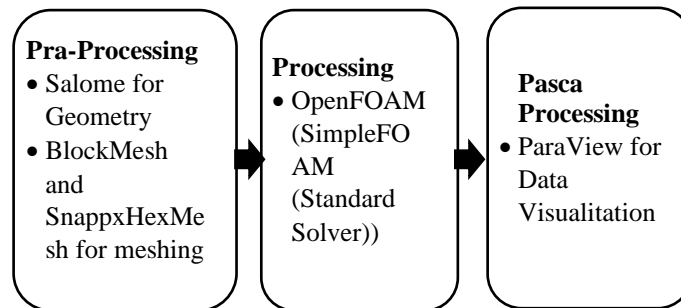 Pra-Processing
• Salome for
Geometry
• BlockMesh
and
SnappxHexMe
sh for meshing
Processing
• OpenFOAM
(SimpleFO
AM
(Standard
Solver))
Pasca
Processing
• ParaView for
Data
Visualitation